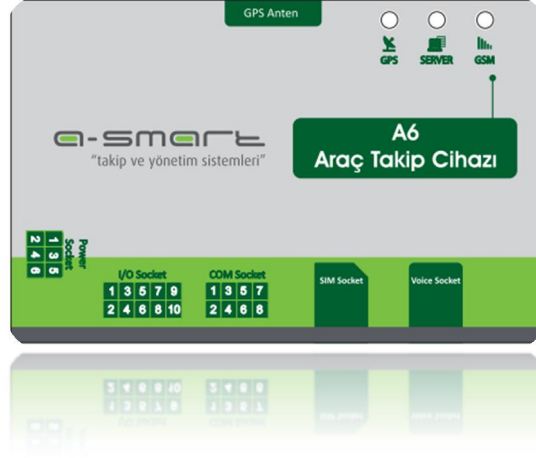 GPS Anten
GPS SERVER GSM
a-smart
"takip ve yönetim sistemleri"
A6
Araç Takip Cihazı
Power
Socket
1 3 5
2 4 6
I/O Socket
1 3 5 7 9
2 4 6 8 10
COM Socket
1 3 5 7
2 4 6 8
SIM Socket
Voice Socket